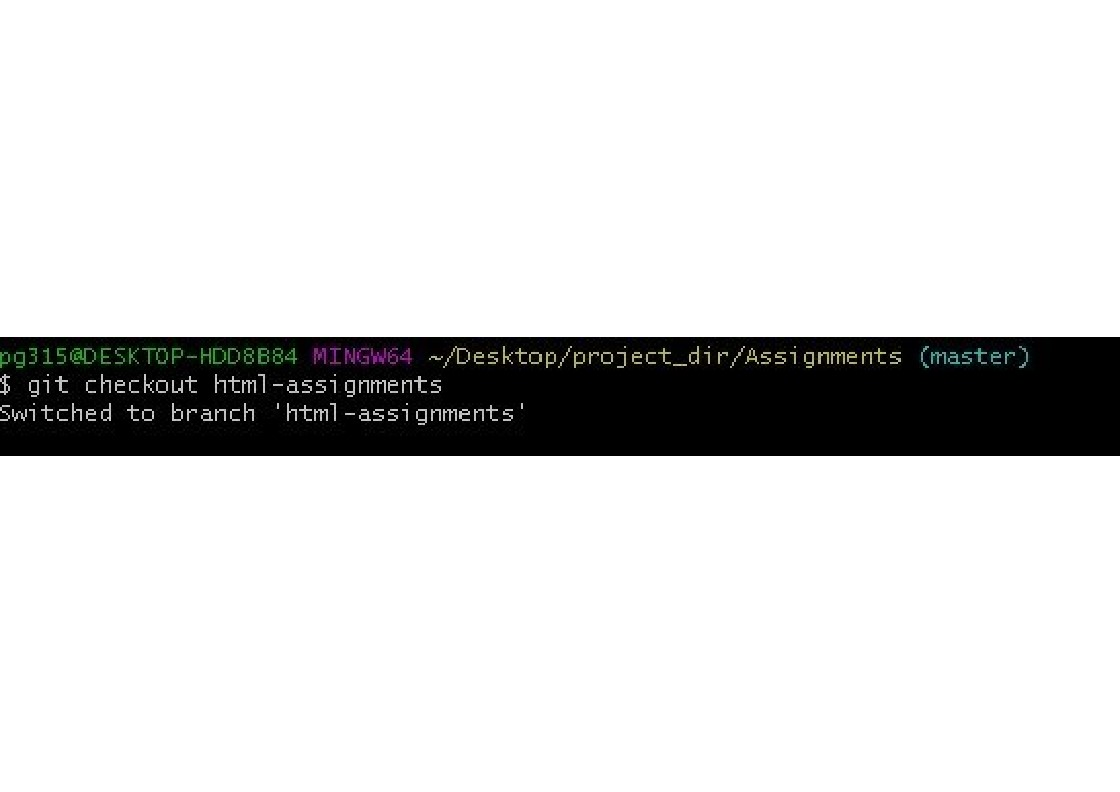 pg315@DESKTOP-HDD8B84 MINGW64 ~/Desktop/project_dir/Assignments (master)
$ git checkout html-assignments
Switched to branch 'html-assignments'